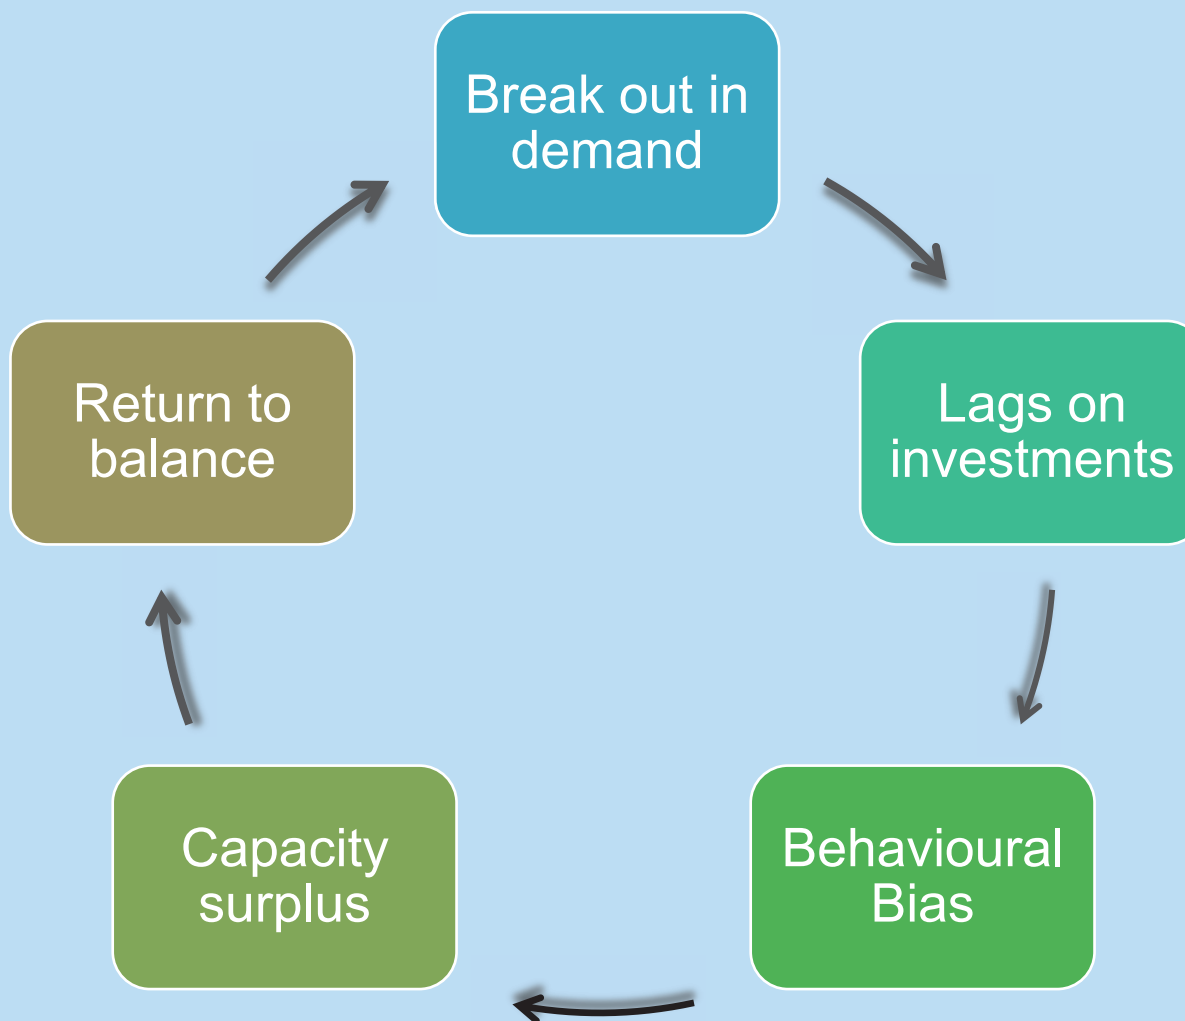 Break out in
demand
Lags on
investments
Behavioural
Bias
Capacity
surplus
Return to
balance